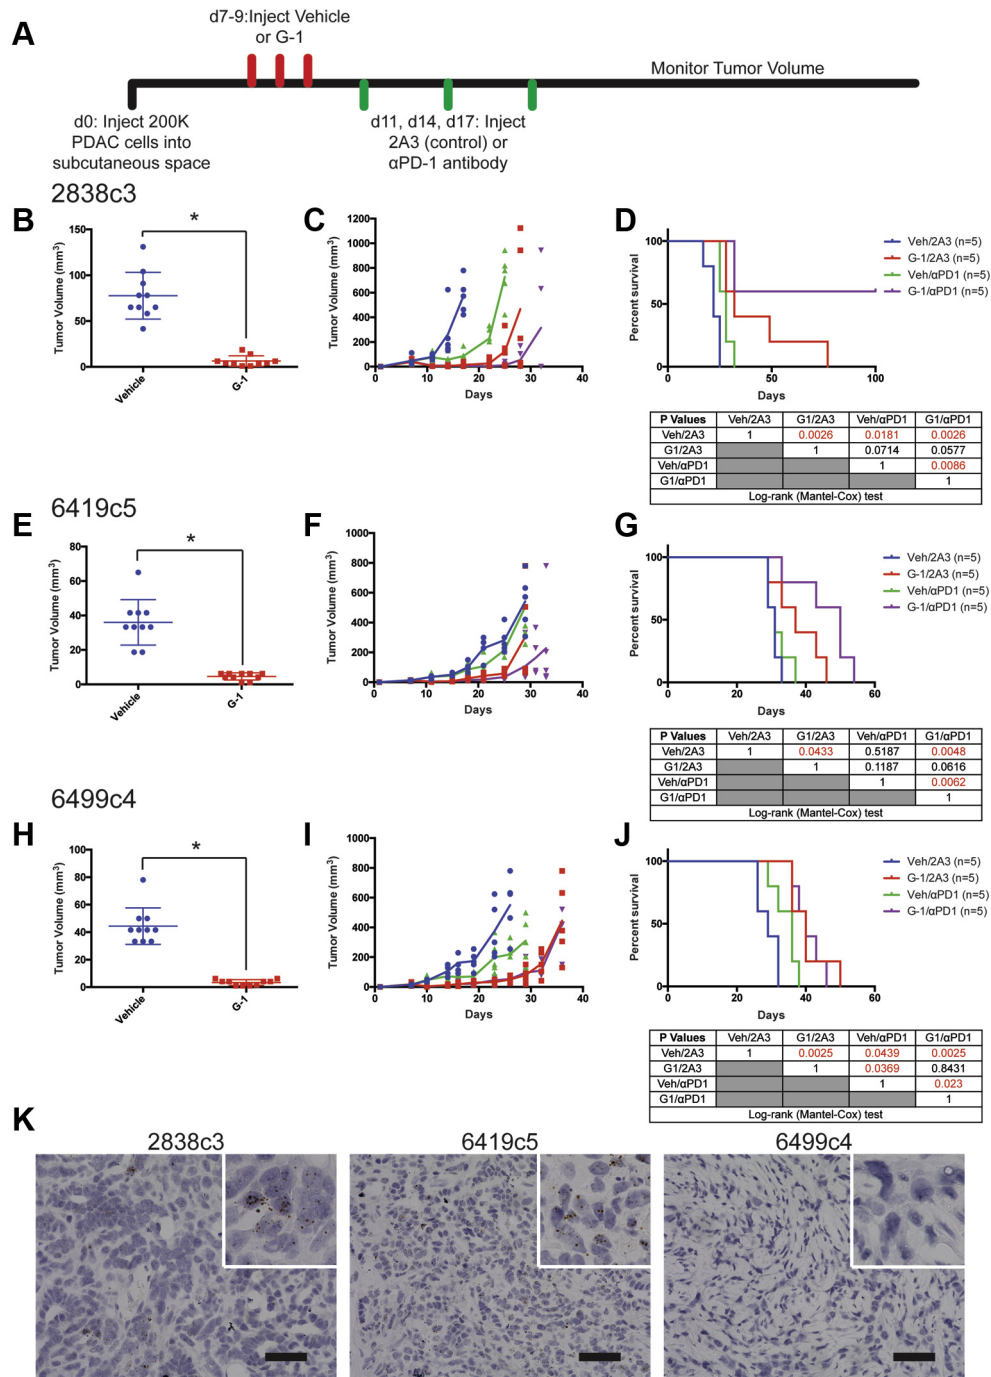 A
d7-9:Inject Vehicle
or G-1
Monitor Tumor Volume
d0: Inject 200K
PDAC cells into
subcutaneous space
d11, d14, d17: Inject
2A3 (control) or
αPD-1 antibody
2838c3
B
*
Tumor Volume (mm3)
150
100
50
0
Vehicle
G-1
C
Tumor Volume (mm3)
1200
1000
800
600
400
200
0
0 10 20 30 40
Days
D
Percent survival
100
50
0
0 50 100
Days
Veh/2A3 (n=5)
G-1/2A3 (n=5)
Veh/αPD1 (n=5)
G-1/αPD1 (n=5)
P Values Veh/2A3 G1/2A3 Veh/αPD1 G1/αPD1
Veh/2A3 1 0.0026 0.0181 0.0026
G1/2A3 1 0.0714 0.0577
Veh/αPD1 1 0.0086
G1/αPD1 1
Log-rank (Mantel-Cox) test
6419c5
E
*
Tumor Volume (mm3)
80
60
40
20
0
Vehicle
G-1
F
Tumor Volume (mm3)
1000
800
600
400
200
0
0 10 20 30 40
Days
G
Percent survival
100
50
0
0 20 40 60
Days
Veh/2A3 (n=5)
G-1/2A3 (n=5)
Veh/αPD1 (n=5)
G-1/αPD1 (n=5)
P Values Veh/2A3 G1/2A3 Veh/αPD1 G1/αPD1
Veh/2A3 1 0.0433 0.5187 0.0048
G1/2A3 1 0.1187 0.0616
Veh/αPD1 1 0.0062
G1/αPD1 1
Log-rank (Mantel-Cox) test
6499c4
H
*
Tumor Volume (mm3)
100
80
60
40
20
0
Vehicle
G-1
I
Tumor Volume (mm3)
1000
800
600
400
200
0
0 10 20 30 40
Days
J
Percent survival
100
50
0
0 20 40 60
Days
Veh/2A3 (n=5)
G-1/2A3 (n=5)
Veh/αPD1 (n=5)
G-1/αPD1 (n=5)
P Values Veh/2A3 G1/2A3 Veh/αPD1 G1/αPD1
Veh/2A3 1 0.0025 0.0439 0.0025
G1/2A3 1 0.0369 0.8431
Veh/αPD1 1 0.023
G1/αPD1 1
Log-rank (Mantel-Cox) test
K
2838c3
6419c5
6499c4